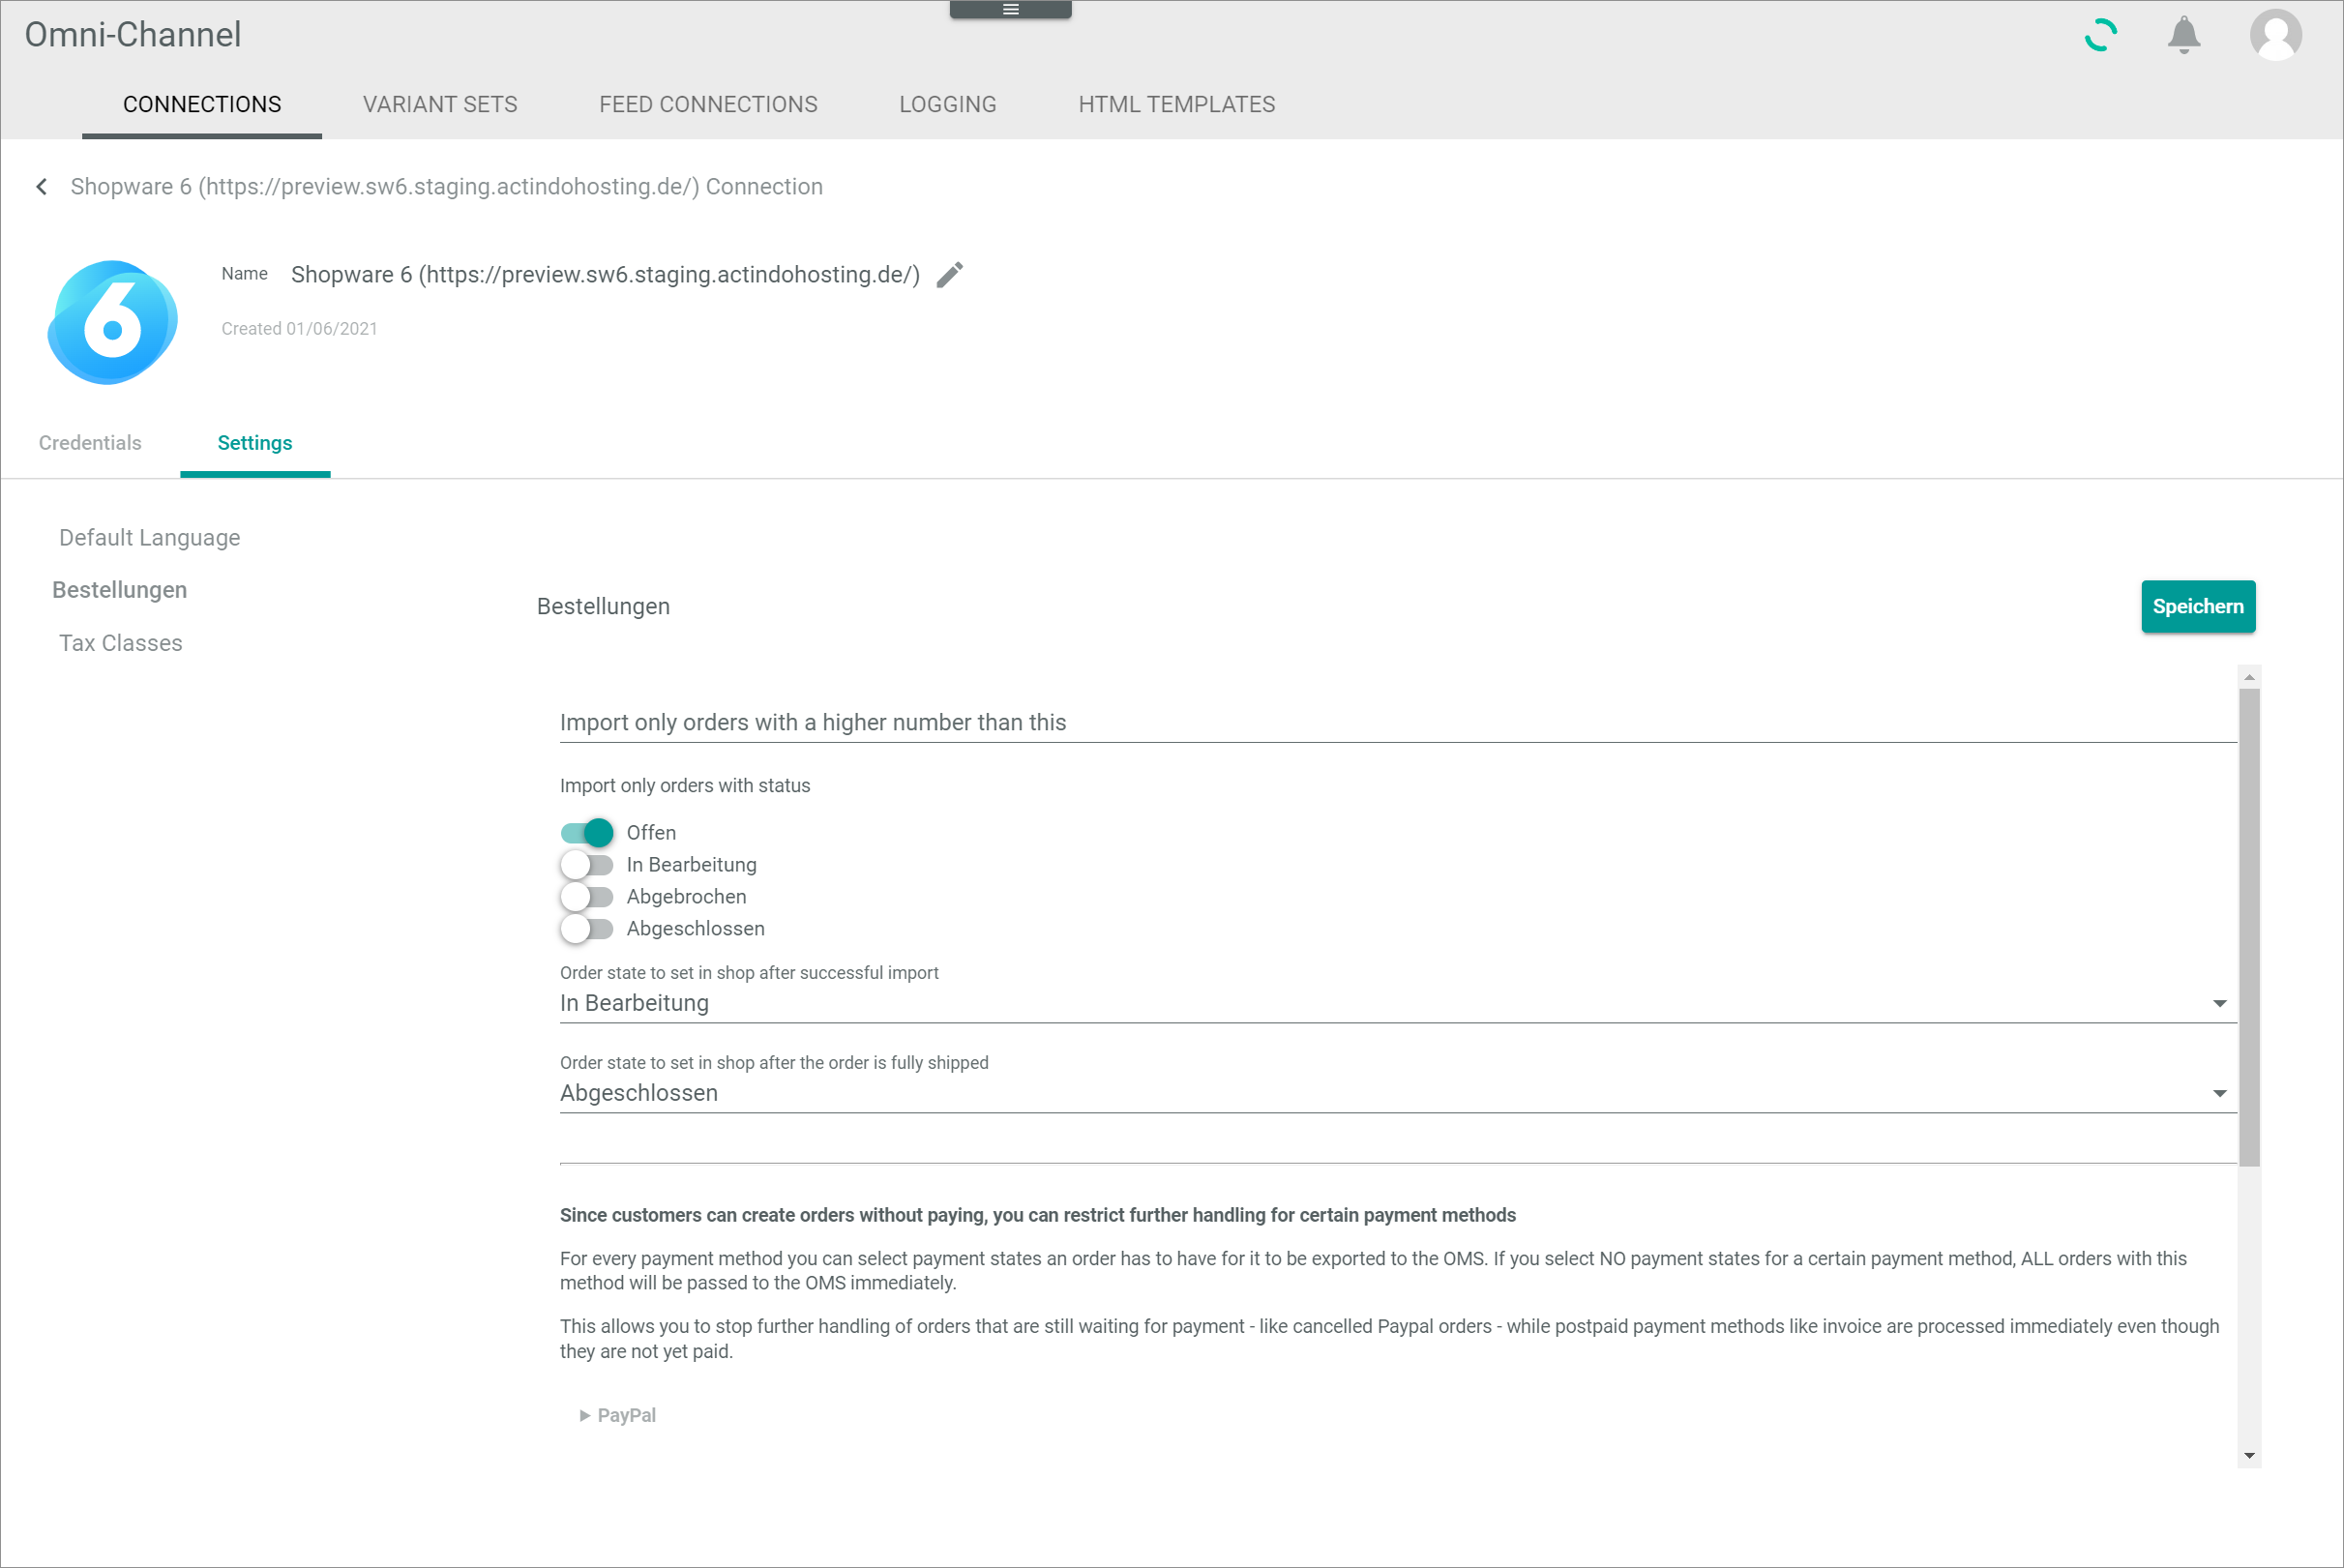 Omni-Channel
CONNECTIONS VARIANT SETS FEED CONNECTIONS LOGGING HTML TEMPLATES
Shopware 6 (https://preview.sw6.staging.actindohosting.de/) Connection
6
Name Shopware 6 (https://preview.sw6.staging.actindohosting.de/)
Created 01/06/2021
Credentials Settings
Default Language
Bestellungen
Tax Classes
Bestellungen
Speichern
Import only orders with a higher number than this
Import only orders with status
Offen
In Bearbeitung
Abgebrochen
Abgeschlossen
Order state to set in shop after successful import
In Bearbeitung
Order state to set in shop after the order is fully shipped
Abgeschlossen
Since customers can create orders without paying, you can restrict further handling for certain payment methods
For every payment method you can select payment states an order has to have for it to be exported to the OMS. If you select NO payment states for a certain payment method, ALL orders with this
method will be passed to the OMS immediately.
This allows you to stop further handling of orders that are still waiting for payment - like cancelled Paypal orders - while postpaid payment methods like invoice are processed immediately even though
they are not yet paid.
PayPal